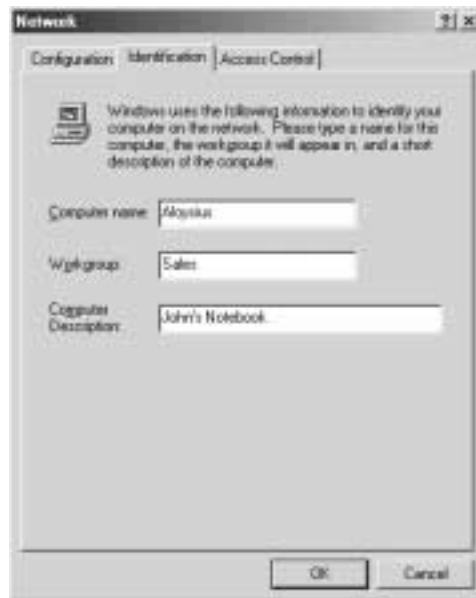 Network
Configuration Identification Access Control
Windows uses the following information to identify your
computer on the network. Please type a name for this
computer, the workgroup it will appear in, and a short
description of the computer.
Computer name: Aloysius
Workgroup: Sales
Computer
Description: John's Notebook
OK Cancel